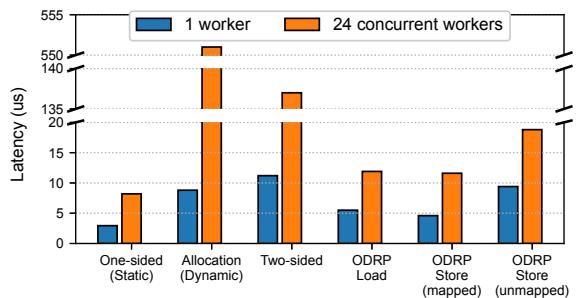 555
1 worker
24 concurrent workers
550
140
135
20
15
10
5
0
Latency (us)
One-sided
(Static)
Allocation
(Dynamic)
Two-sided
ODRP
Load
ODRP
Store
(mapped)
ODRP
Store
(unmapped)